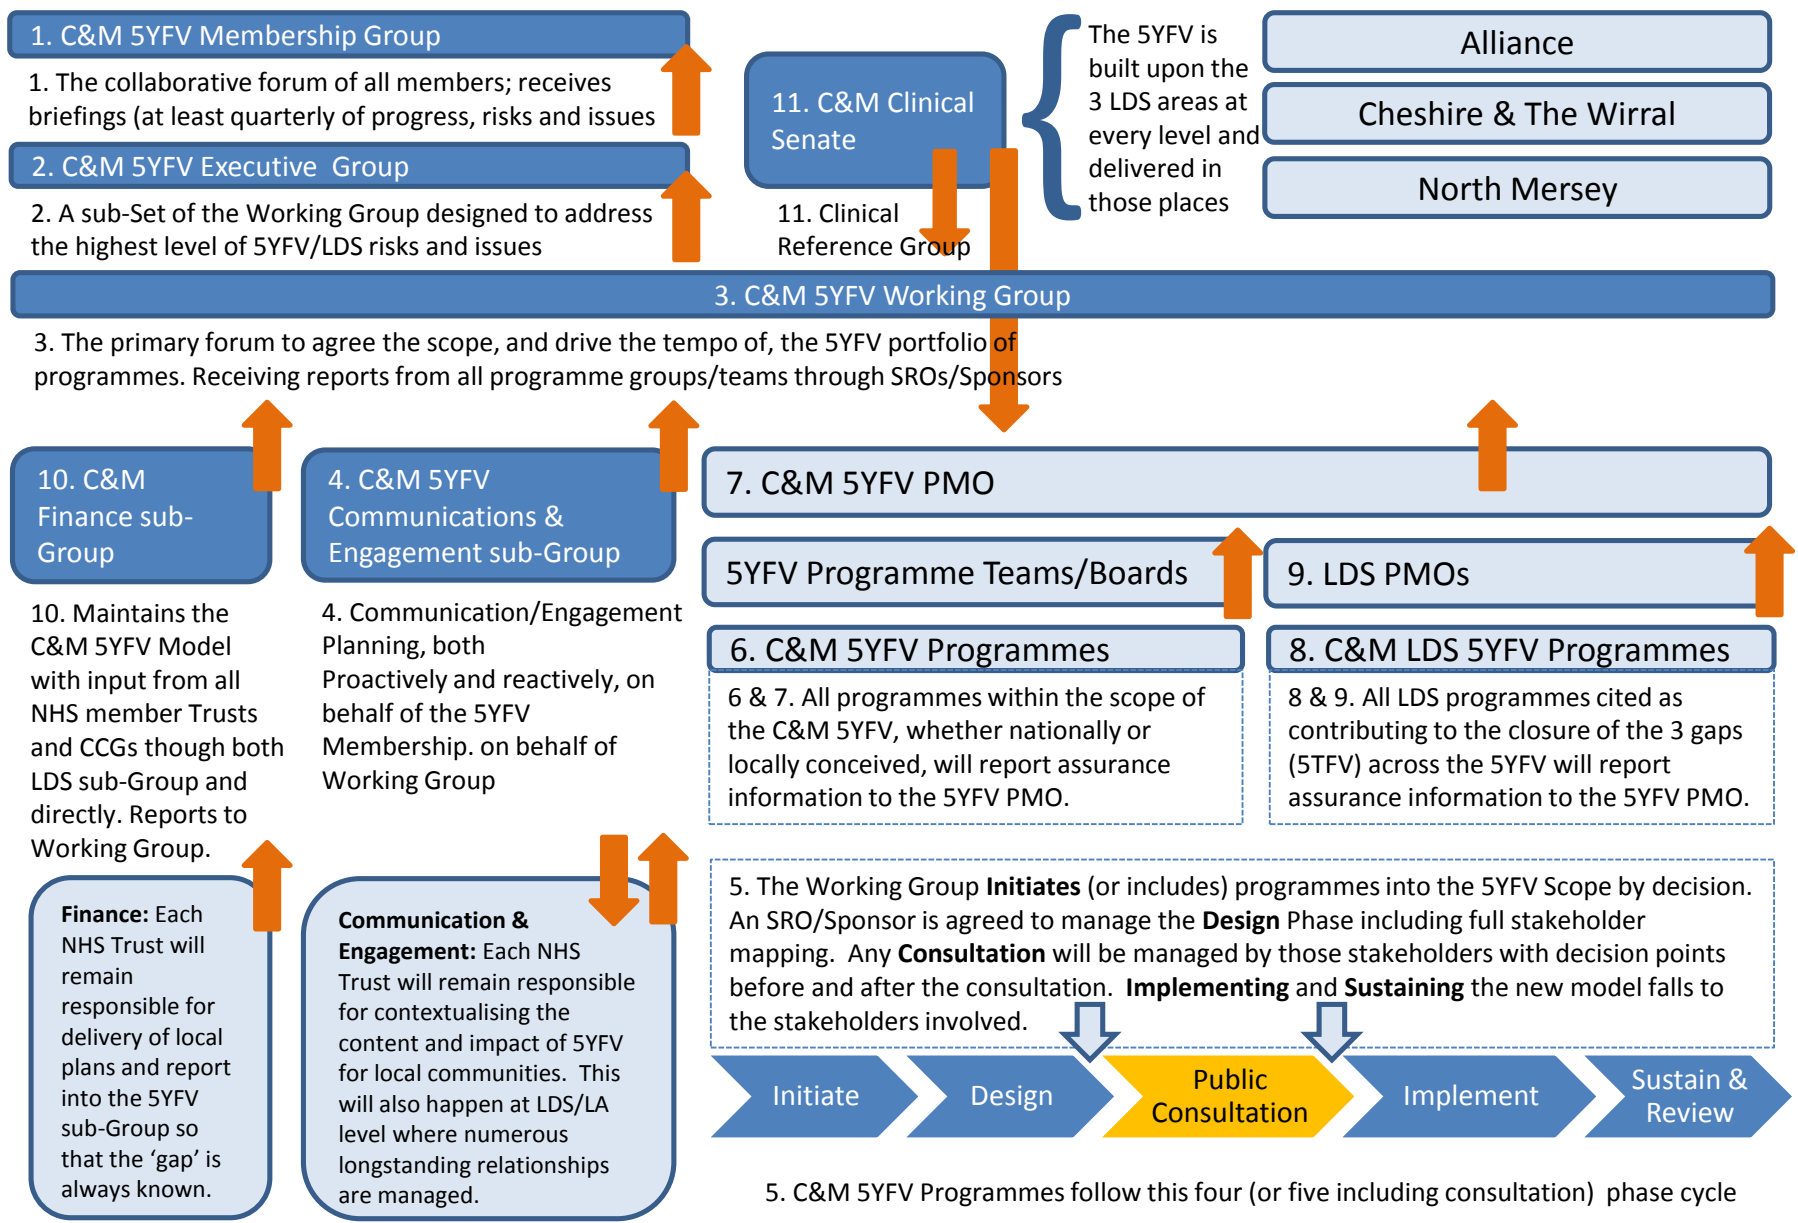 1. C&M 5YFV Membership Group
1. The collaborative forum of all members; receives
briefings (at least quarterly of progress, risks and issues
2. C&M 5YFV Executive  Group
2. A sub-Set of the Working Group designed to address
the highest level of 5YFV/LDS risks and issues
11. C&M Clinical
Senate
11. Clinical
Reference Group
The 5YFV is
built upon the
3 LDS areas at
every level and
delivered in
those places
Alliance
Cheshire & The Wirral
North Mersey
3. C&M 5YFV Working Group
3. The primary forum to agree the scope, and drive the tempo of, the 5YFV portfolio of
programmes. Receiving reports from all programme groups/teams through SROs/Sponsors
10. C&M
Finance sub-
Group
10. Maintains the
C&M 5YFV Model
with input from all
NHS member Trusts
and CCGs though both
LDS sub-Group and
directly. Reports to
Working Group.
Finance: Each
NHS Trust will
remain
responsible for
delivery of local
plans and report
into the 5YFV
sub-Group so
that the ‘gap’ is
always known.
4. C&M 5YFV
Communications &
Engagement sub-Group
4. Communication/Engagement
Planning, both
Proactively and reactively, on
behalf of the 5YFV
Membership. on behalf of
Working Group
Communication &
Engagement: Each NHS
Trust will remain responsible
for contextualising the
content and impact of 5YFV
for local communities.  This
will also happen at LDS/LA
level where numerous
longstanding relationships
are managed.
7. C&M 5YFV PMO
5YFV Programme Teams/Boards
9. LDS PMOs
6. C&M 5YFV Programmes
6 & 7. All programmes within the scope of
the C&M 5YFV, whether nationally or
locally conceived, will report assurance
information to the 5YFV PMO.
8. C&M LDS 5YFV Programmes
8 & 9. All LDS programmes cited as
contributing to the closure of the 3 gaps
(5TFV) across the 5YFV will report
assurance information to the 5YFV PMO.
5. The Working Group Initiates (or includes) programmes into the 5YFV Scope by decision.
An SRO/Sponsor is agreed to manage the Design Phase including full stakeholder
mapping.  Any Consultation will be managed by those stakeholders with decision points
before and after the consultation.  Implementing and Sustaining the new model falls to
the stakeholders involved.
Initiate
Design
Public
Consultation
Implement
Sustain &
Review
5. C&M 5YFV Programmes follow this four (or five including consultation)  phase cycle